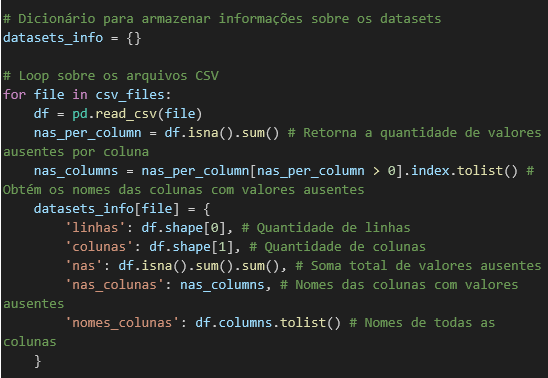 # Dicionário para armazenar informações sobre os datasets
datasets_info = {}

# Loop sobre os arquivos CSV
for file in csv_files:
    df = pd.read_csv(file)
    nas_per_column = df.isna().sum() # Retorna a quantidade de valores
ausentes por coluna
    nas_columns = nas_per_column[nas_per_column > 0].index.tolist() #
Obtém os nomes das colunas com valores ausentes
    datasets_info[file] = {
        'linhas': df.shape[0], # Quantidade de linhas
        'colunas': df.shape[1], # Quantidade de colunas
        'nas': df.isna().sum().sum(), # Soma total de valores ausentes
        'nas_colunas': nas_columns, # Nomes das colunas com valores
ausentes
        'nomes_colunas': df.columns.tolist() # Nomes de todas as
colunas
    }